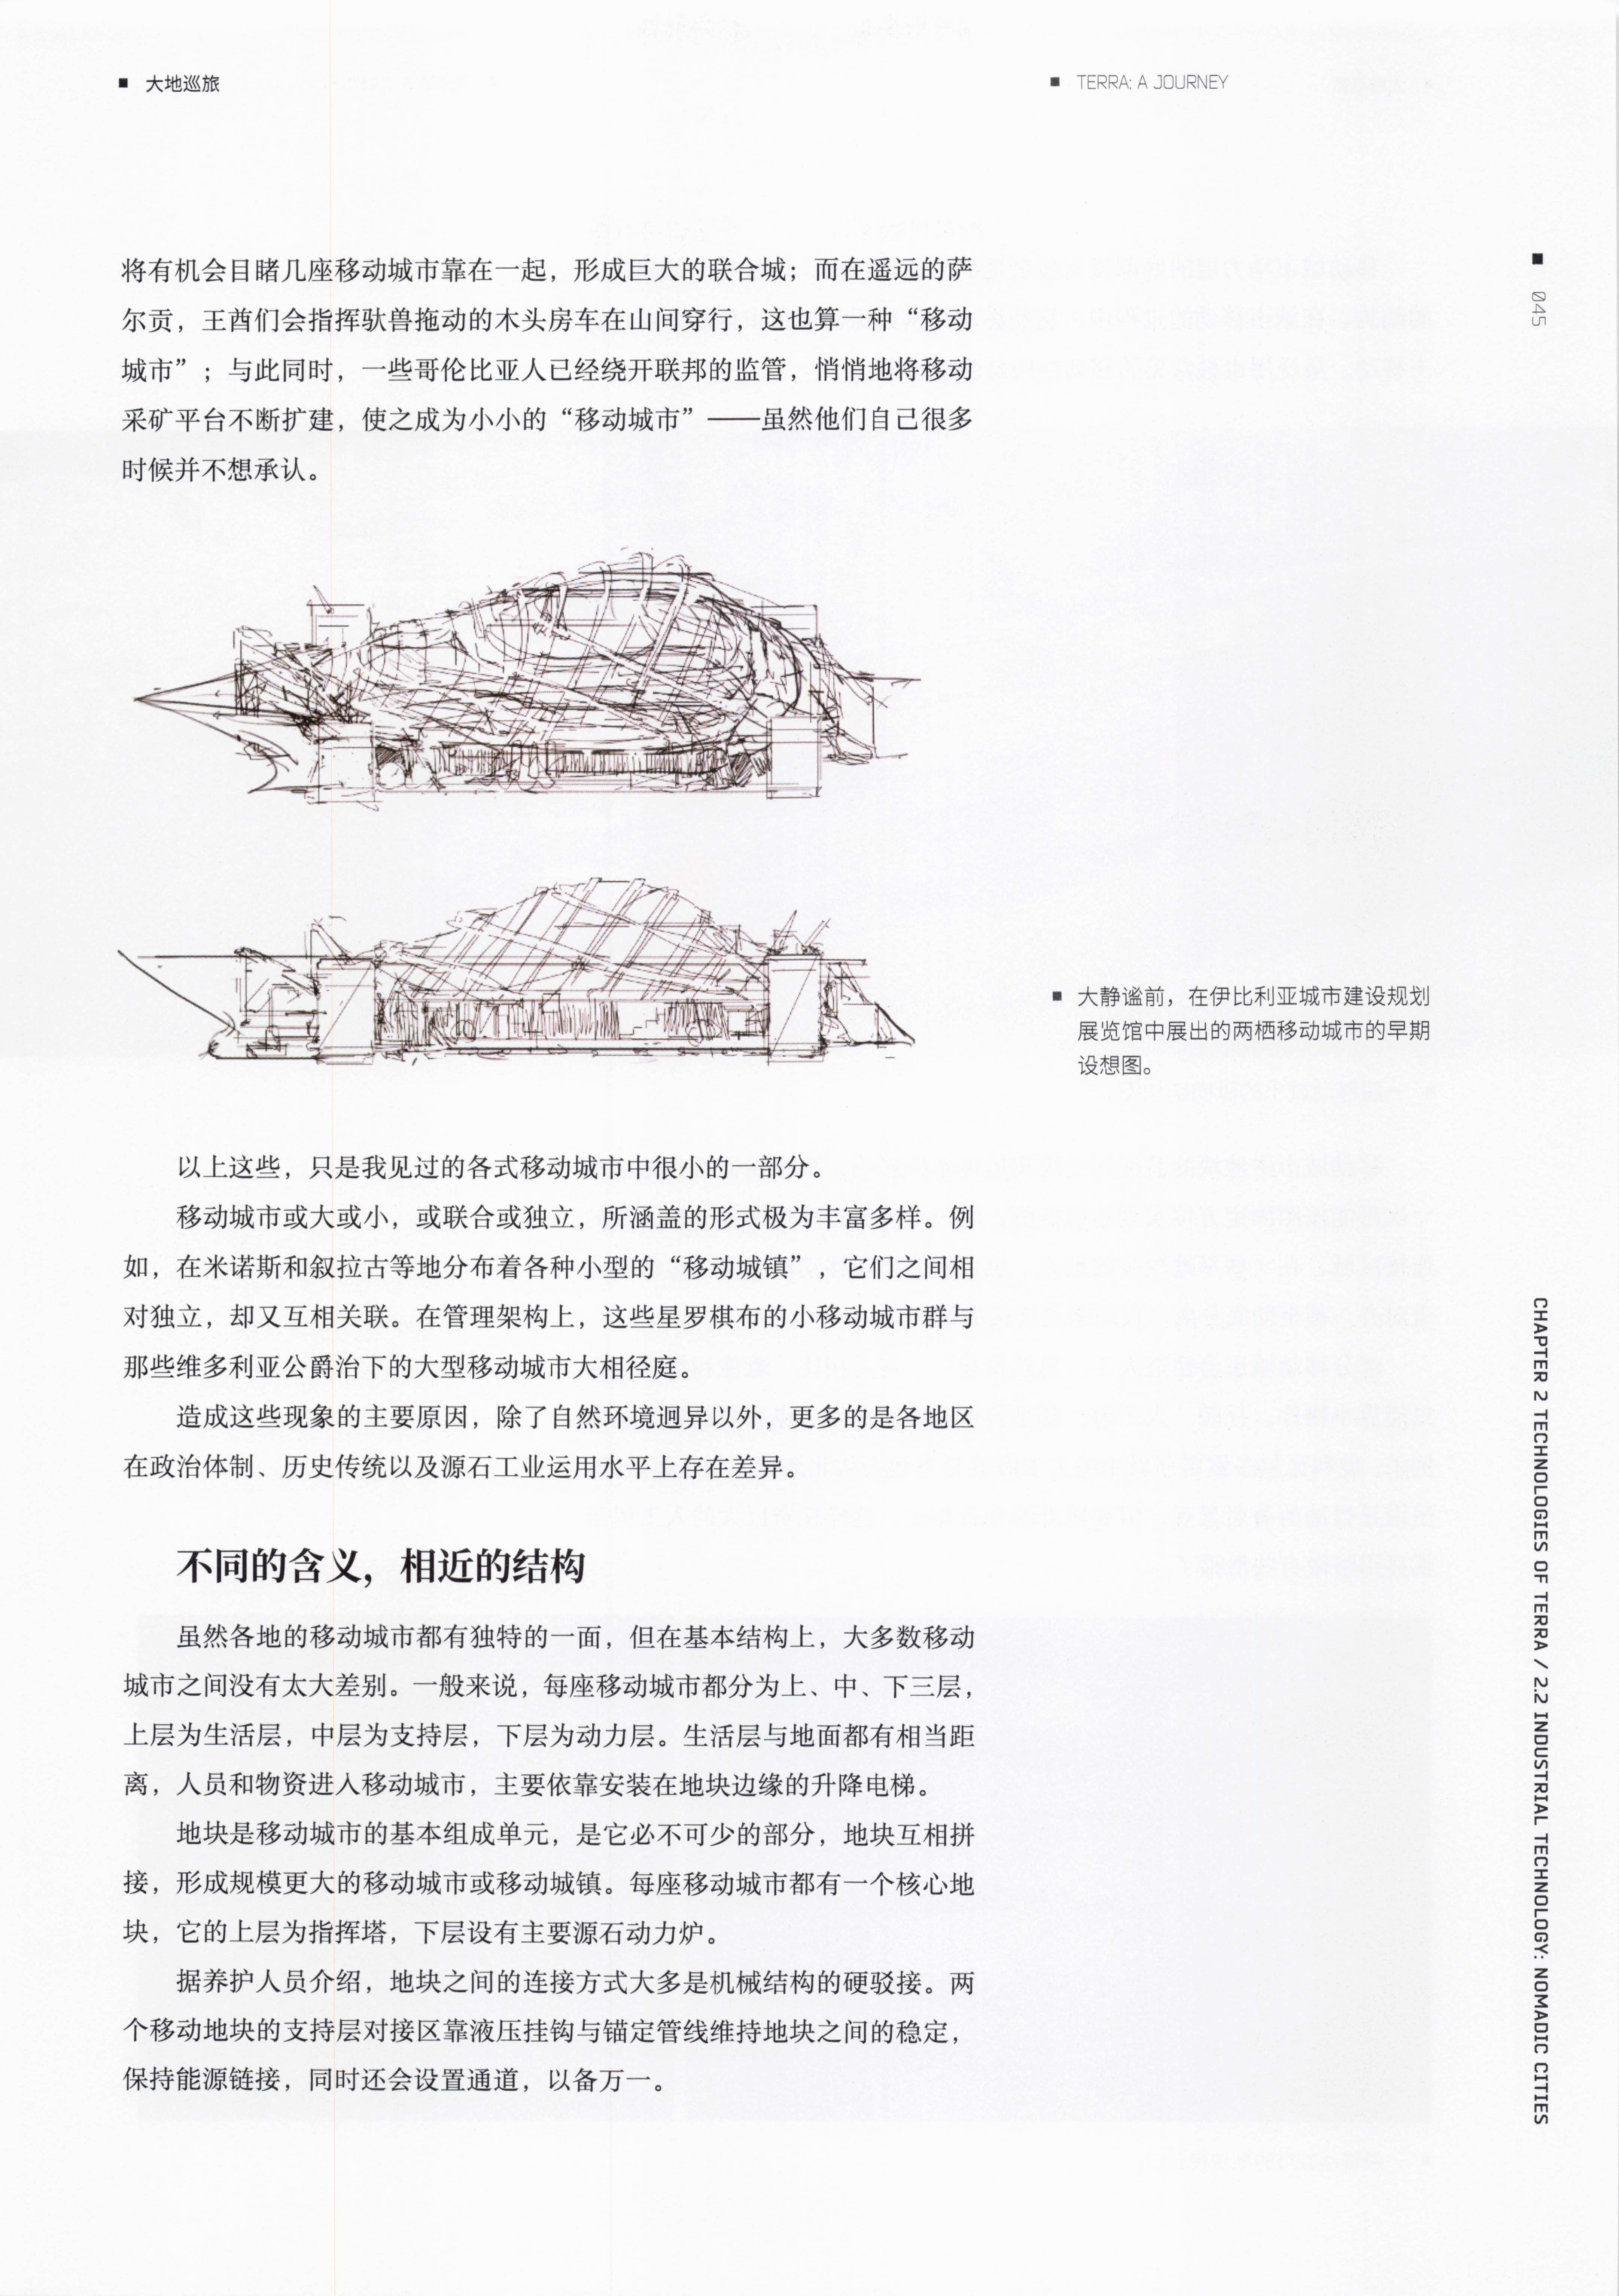 大地巡旅
TERRA: A JOURNEY
045
将有机会目睹几座移动城市靠在一起，形成巨大的联合城；而在遥远的萨
尔贡，王酋们会指挥驮兽拖动的木头房车在山间穿行，这也算一种“移动
城市”；与此同时，一些哥伦比亚人已经绕开联邦的监管，悄悄地将移动
采矿平台不断扩建，使之成为小小的“移动城市”——虽然他们自己很多
时候并不想承认。
大静谧前，在伊比利亚城市建设规划
展览馆中展出的两栖移动城市的早期
设想图。
以上这些，只是我见过的各式移动城市中很小的一部分。
移动城市或大或小，或联合或独立，所涵盖的形式极为丰富多样。例
如，在米诺斯和叙拉古等地分布着各种小型的“移动城镇”，它们之间相
对独立，却又互相关联。在管理架构上，这些星罗棋布的小移动城市群与
那些维多利亚公爵治下的大型移动城市大相径庭。
造成这些现象的主要原因，除了自然环境迥异以外，更多的是各地区
在政治体制、历史传统以及源石工业运用水平上存在差异。
不同的含义，相近的结构
虽然各地的移动城市都有独特的一面，但在基本结构上，大多数移动
城市之间没有太大差别。一般来说，每座移动城市都分为上、中、下三层，
上层为生活层，中层为支持层，下层为动力层。生活层与地面都有相当距
离，人员和物资进入移动城市，主要依靠安装在地块边缘的升降电梯。
地块是移动城市的基本组成单元，是它必不可少的部分，地块互相拼
接，形成规模更大的移动城市或移动城镇。每座移动城市都有一个核心地
块，它的上层为指挥塔，下层设有主要源石动力炉。
据养护人员介绍，地块之间的连接方式大多是机械结构的硬驳接。两
个移动地块的支持层对接区靠液压挂钩与锚定管线维持地块之间的稳定，
保持能源链接，同时还会设置通道，以备万一。
CHAPTER 2 TECHNOLOGIES OF TERRA / 2.2 INDUSTRIAL TECHNOLOGY: NOMADIC CITIES